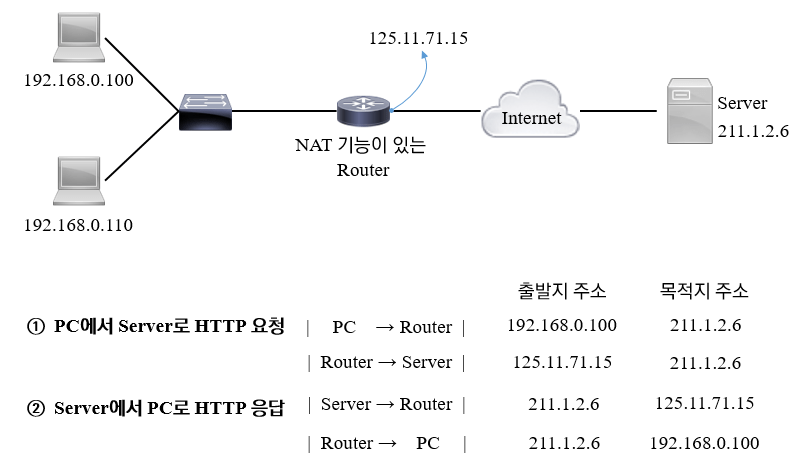 125.11.71.15
192.168.0.100
Internet
Server
211.1.2.6
NAT 기능이 있는
Router
192.168.0.110
출발지 주소 목적지 주소
① PC에서 Server로 HTTP 요청 | PC → Router | 192.168.0.100 211.1.2.6
| Router → Server | 125.11.71.15 211.1.2.6
② Server에서 PC로 HTTP 응답 | Server → Router | 211.1.2.6 125.11.71.15
| Router → PC | 211.1.2.6 192.168.0.100